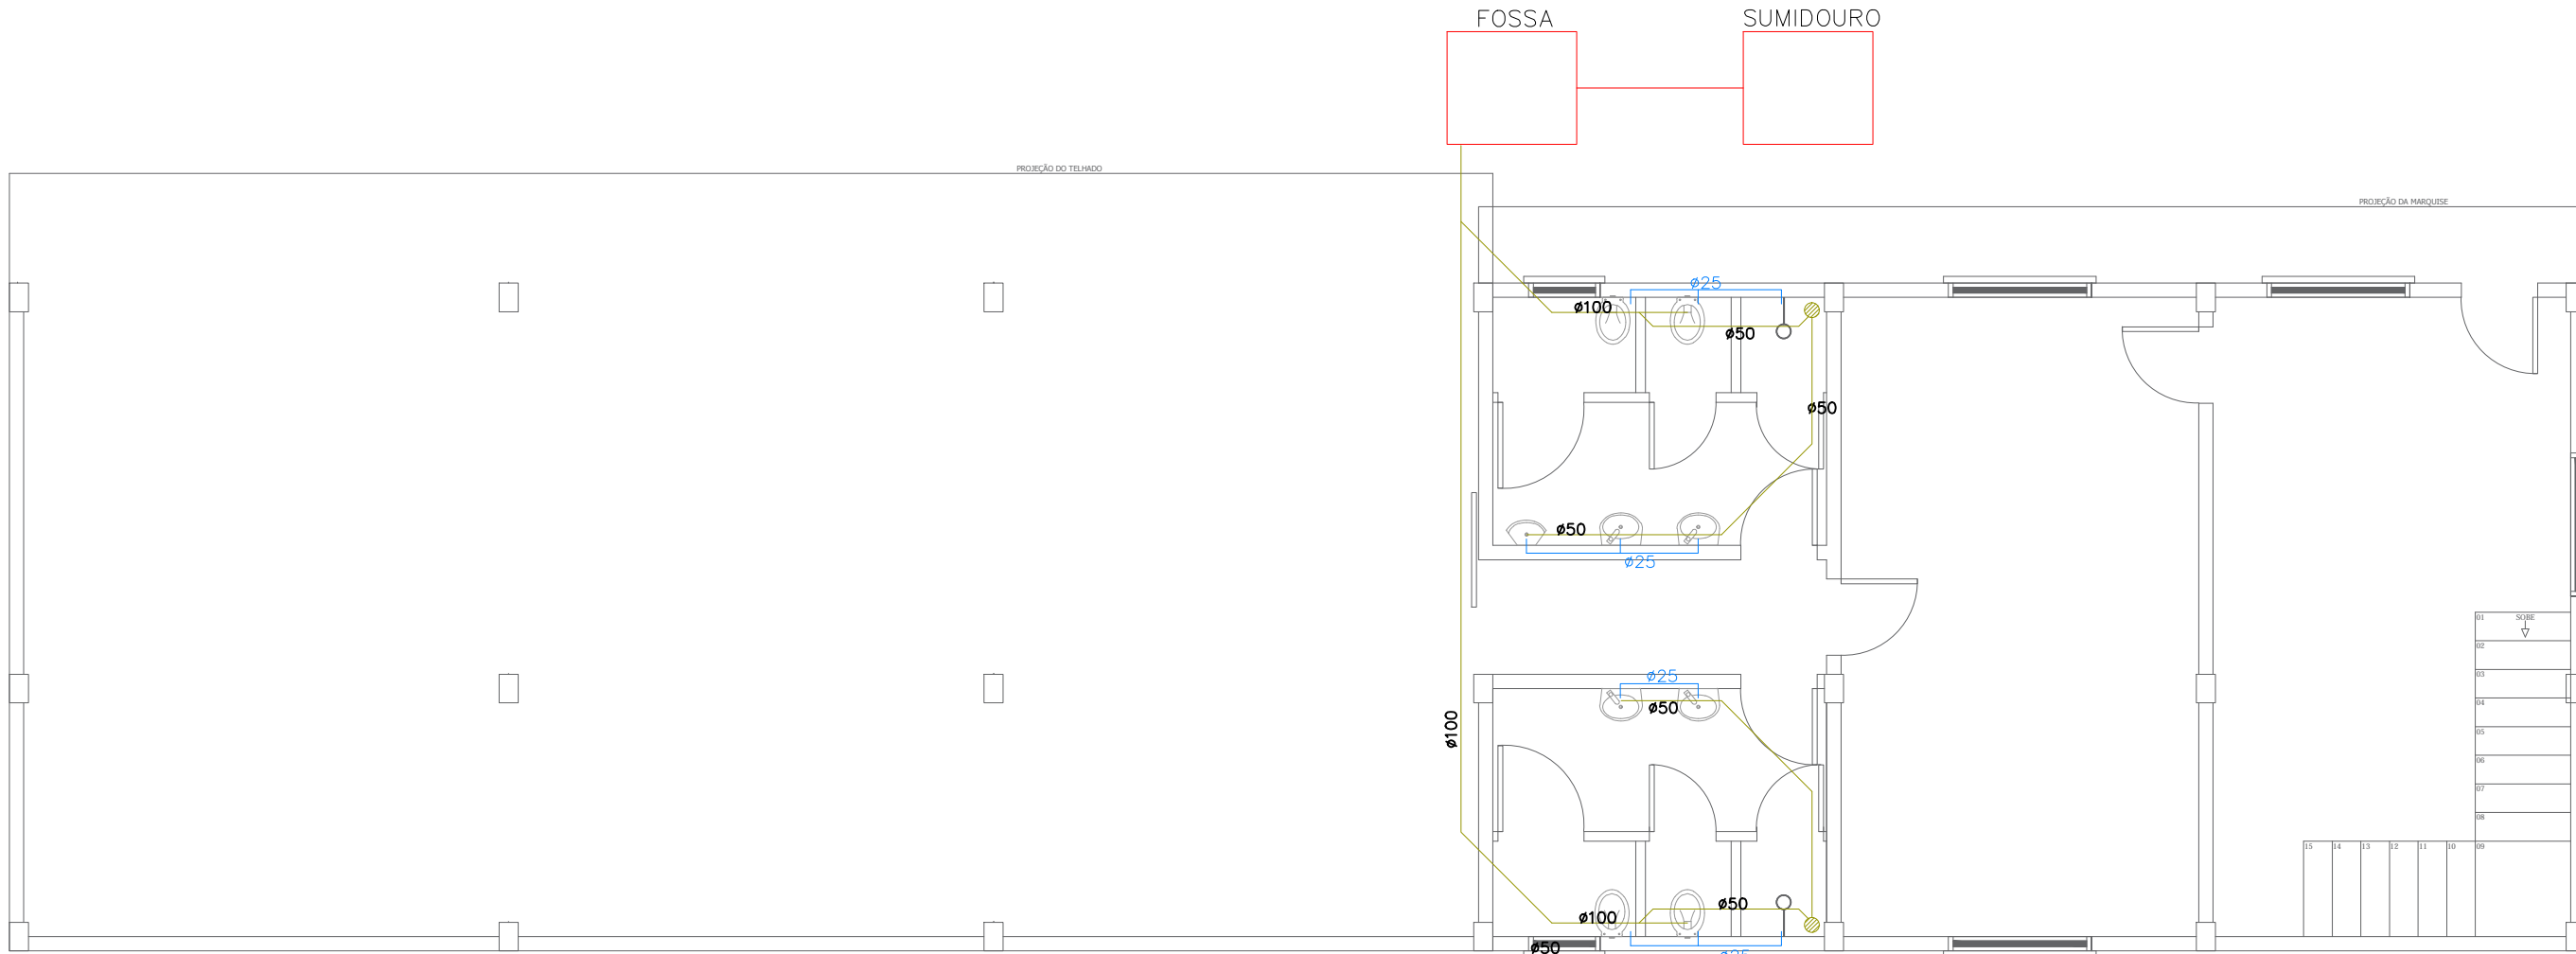 FOSSA
SUMIDOURO
PROJEÇÃO DO TELHADO
PROJEÇÃO DA MARQUISE
ø25
ø100
ø50
ø50
ø50
ø25
01 SOBE
02
ø25
03
04
ø50
ø100
05
06
07
08
15 14 13 12 11 10 09
ø50
ø100
ø50
ø25